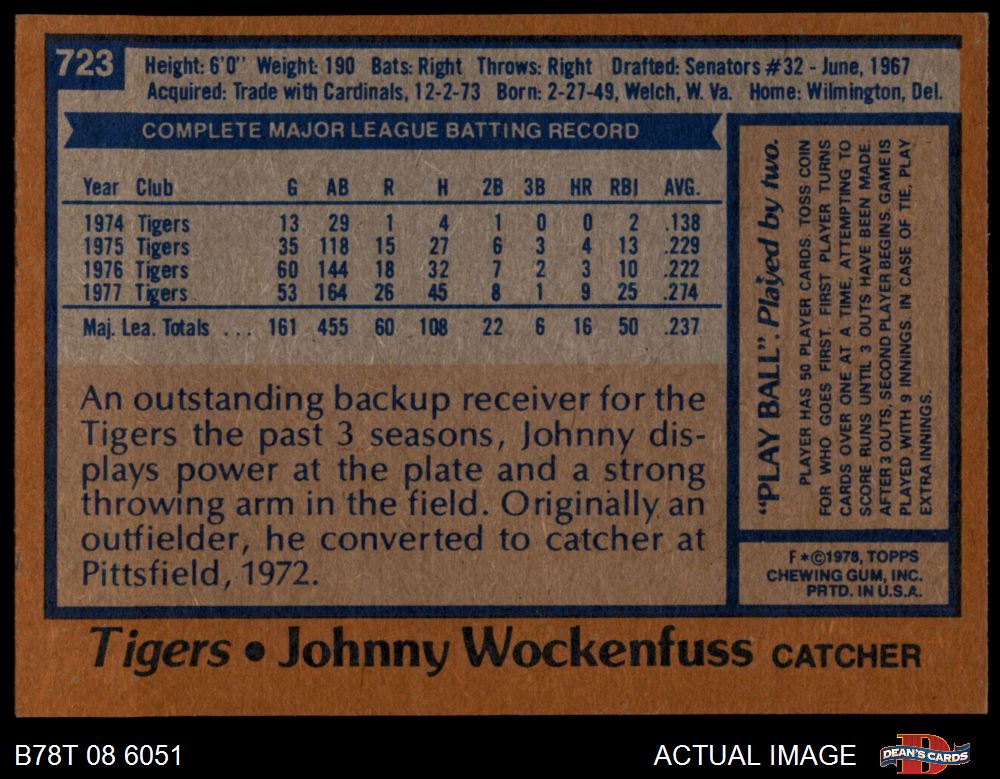 723
Height: 6'0" Weight: 190 Bats: Right Throws: Right Drafted: Senators #32 - June, 1967
Acquired: Trade with Cardinals, 12-2-73 Born: 2-27-49, Welch, W. Va. Home: Wilmington, Del.
COMPLETE MAJOR LEAGUE BATTING RECORD
Year Club G AB R H 2B 3B HR RBI AVG.
1974 Tigers 13 29 1 4 1 0 0 2 .138
1975 Tigers 35 118 15 27 6 3 4 13 .229
1976 Tigers 60 144 18 32 7 2 3 10 .222
1977 Tigers 53 164 26 45 8 1 9 25 .274
Maj. Lea. Totals ... 161 455 60 108 22 6 16 50 .237
An outstanding backup receiver for the
Tigers the past 3 seasons, Johnny dis-
plays power at the plate and a strong
throwing arm in the field. Originally an
outfielder, he converted to catcher at
Pittsfield, 1972.
"PLAY BALL". Played by two.
PLAYER HAS 50 PLAYER CARDS. TOSS COIN
FOR WHO GOES FIRST. FIRST PLAYER TURNS
CARDS OVER ONE AT A TIME, ATTEMPTING TO
SCORE RUNS UNTIL 3 OUTS HAVE BEEN MADE.
AFTER 3 OUTS, SECOND PLAYER BEGINS. GAME IS
PLAYED WITH 9 INNINGS. IN CASE OF TIE, PLAY
EXTRA INNINGS.
F*©1978, TOPPS
CHEWING GUM, INC.
PRTD. IN U.S.A.
Tigers • Johnny Wockenfuss CATCHER
B78T 08 6051
ACTUAL IMAGE
D
DEAN'S CARDS